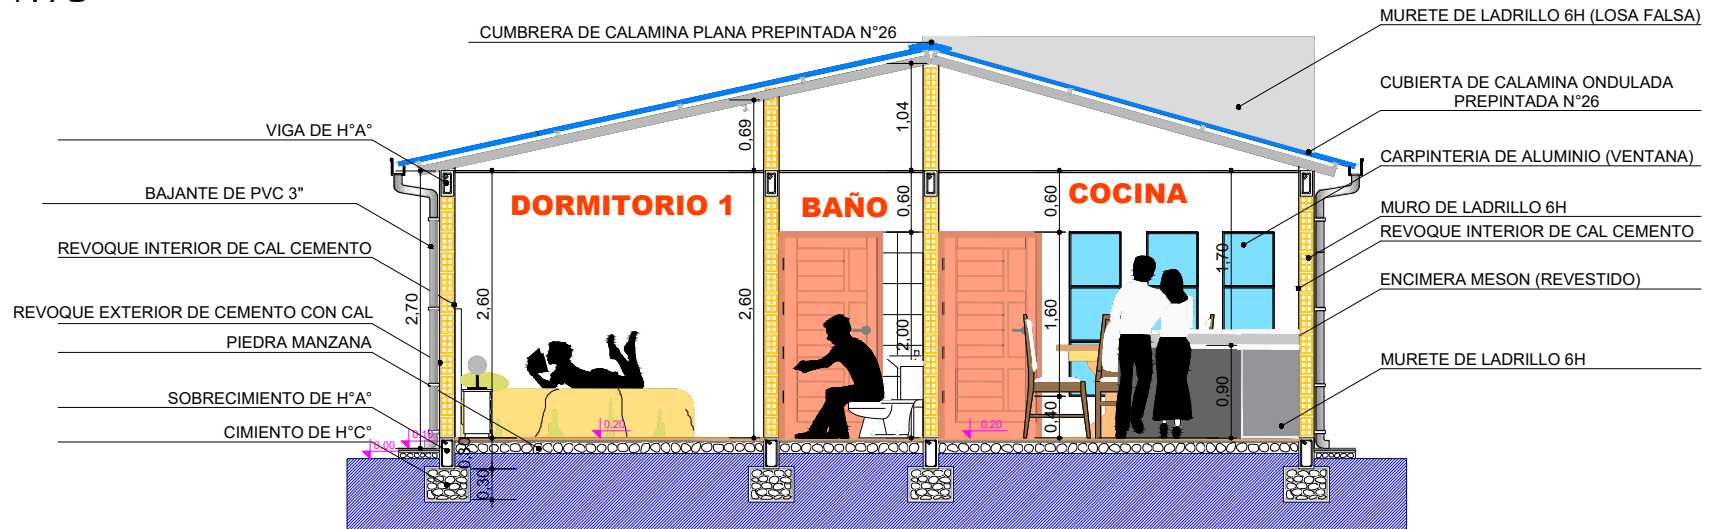 CUMBRERA DE CALAMINA PLANA PREPINTADA N°26
MURETE DE LADRILLO 6H (LOSA FALSA)
CUBIERTA DE CALAMINA ONDULADA
PREPINTADA N°26
VIGA DE H°A°
0,69
1,04
CARPINTERIA DE ALUMINIO (VENTANA)
BAJANTE DE PVC 3"
DORMITORIO 1
BAÑO
0,60
COCINA
0,60
MURO DE LADRILLO 6H
REVOQUE INTERIOR DE CAL CEMENTO
REVOQUE INTERIOR DE CAL CEMENTO
1,70
ENCIMERA MESON (REVESTIDO)
REVOQUE EXTERIOR DE CEMENTO CON CAL
2,70
2,60
2,60
2,00
1,60
PIEDRA MANZANA
MURETE DE LADRILLO 6H
SOBRECIMIENTO DE H°A°
0,90
0,40
CIMIENTO DE H°C°
0.00
0.20
0.20
0,30
0,30